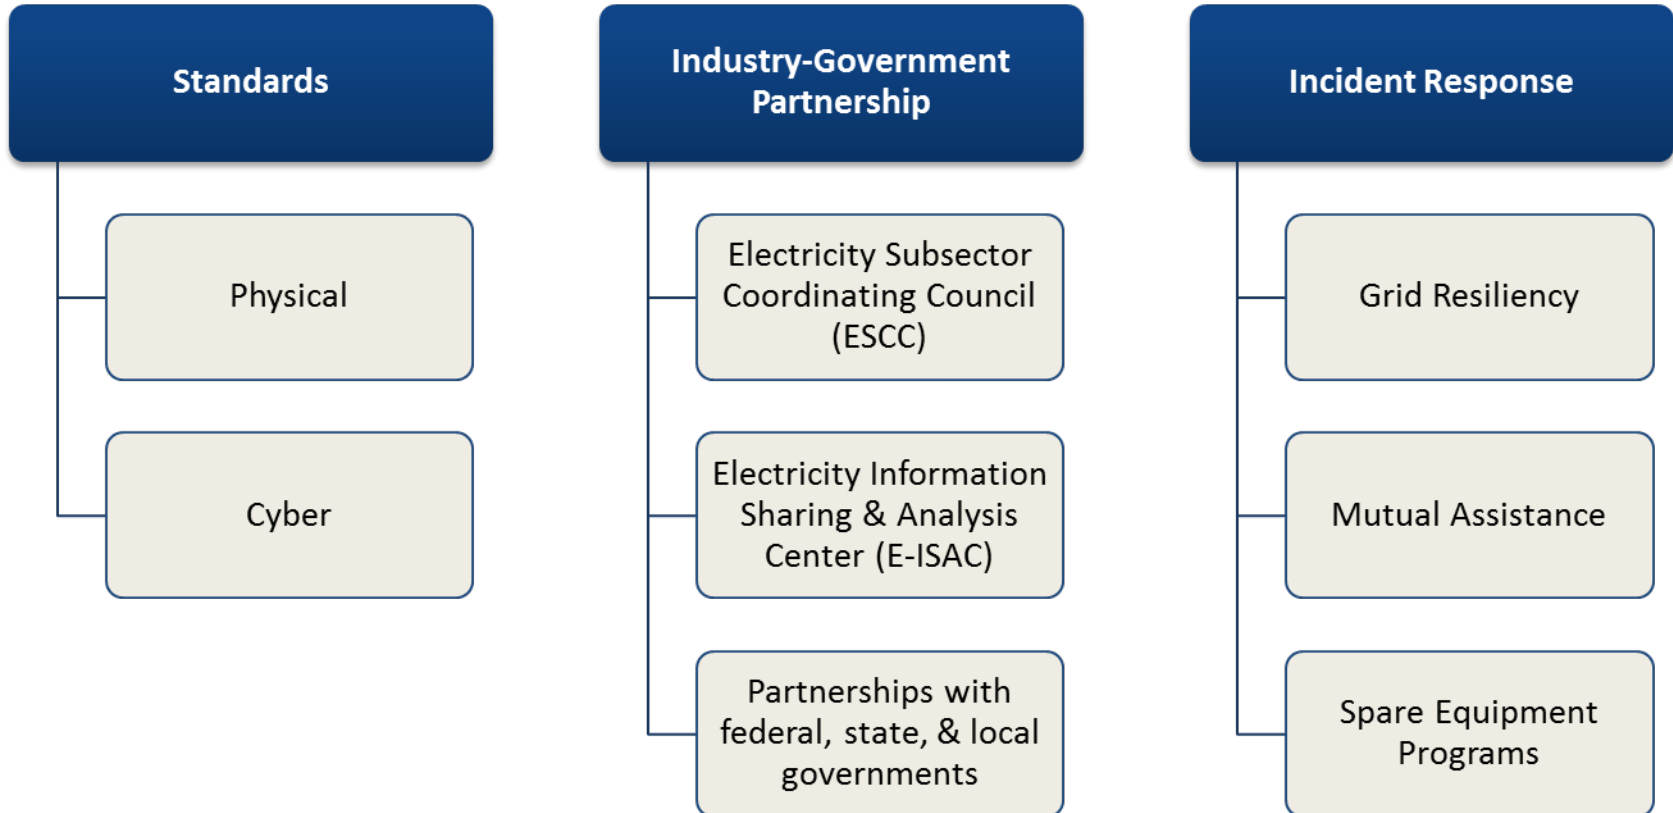 Standards
Physical
Cyber
Industry-Government
Partnership
Electricity Subsector
Coordinating Council
(ESCC)
Electricity Information
Sharing & Analysis
Center (E-ISAC)
Partnerships with
federal, state, & local
governments
Incident Response
Grid Resiliency
Mutual Assistance
Spare Equipment
Programs